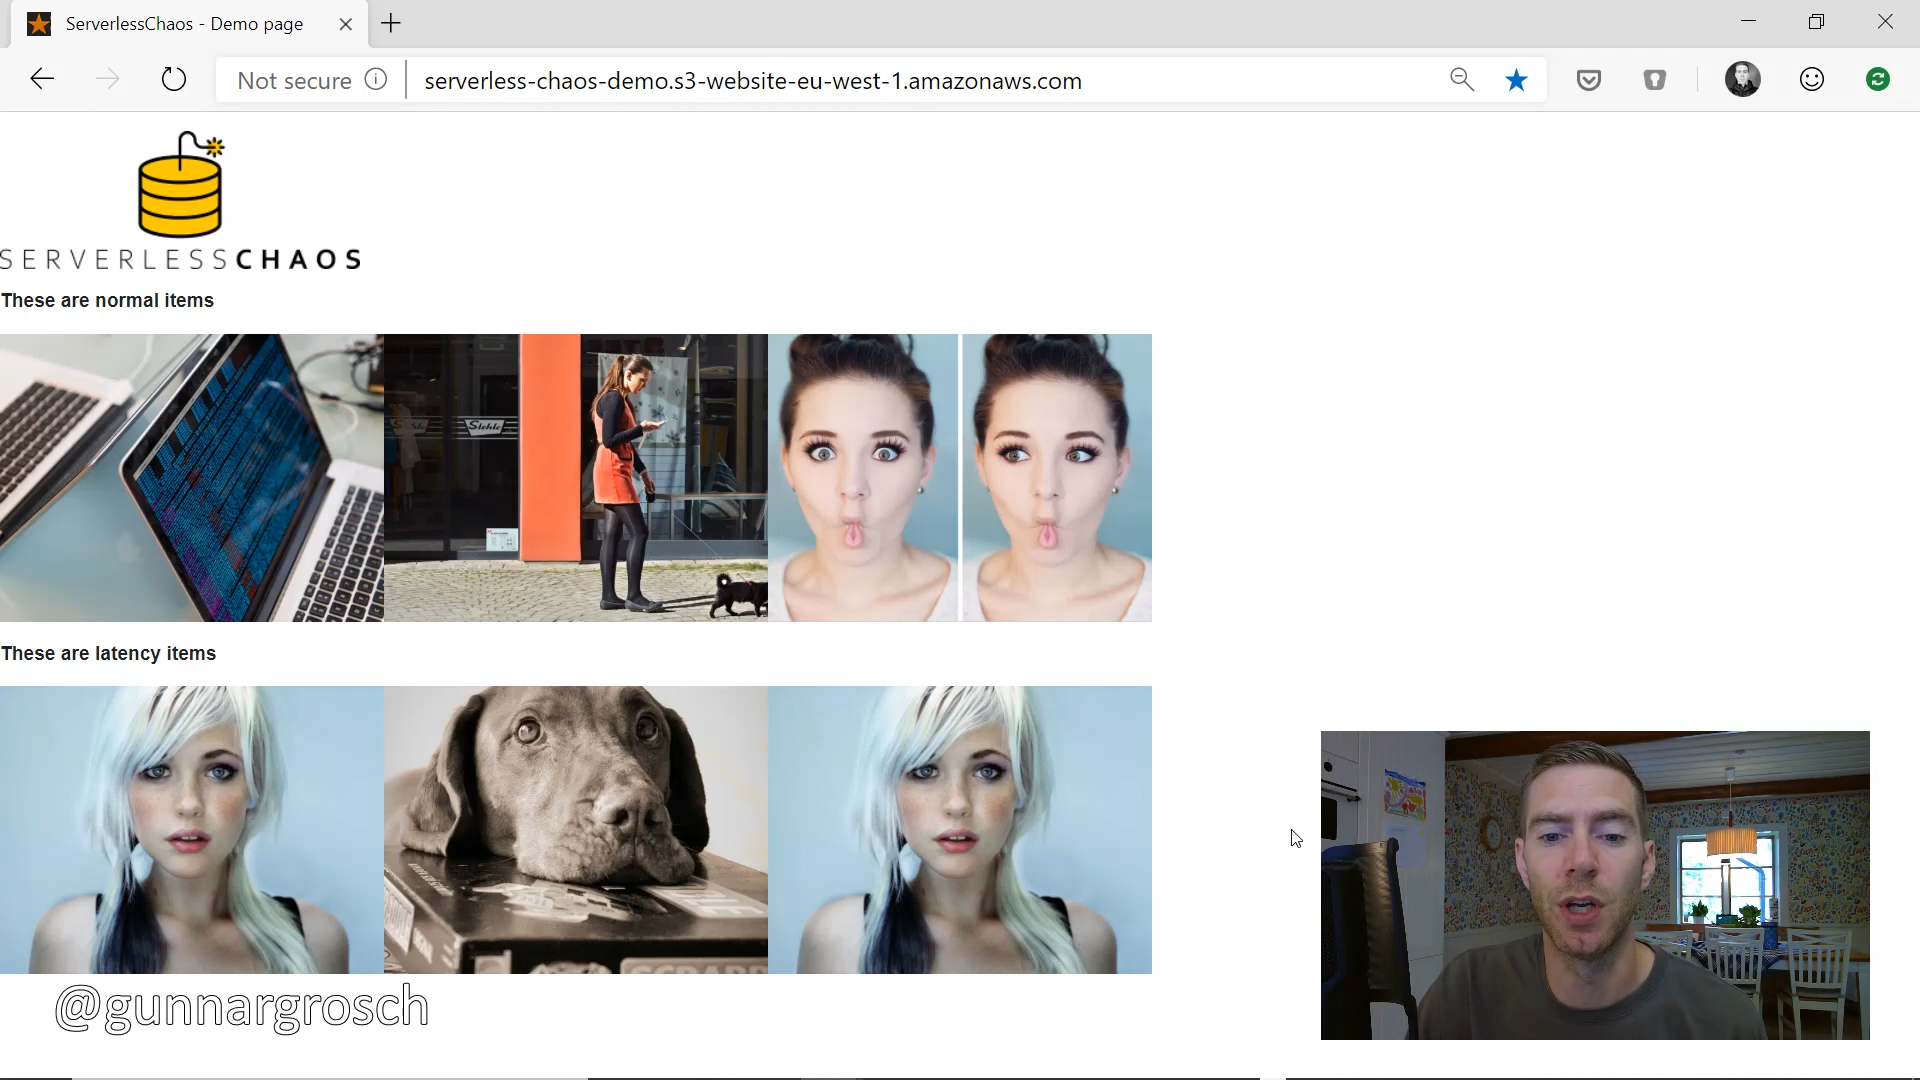 ServerlessChaos - Demo page
Not secure
serverless-chaos-demo.s3-website-eu-west-1.amazonaws.com
SERVERLESSCHAOS
These are normal items
Stehle
These are latency items
@gunnargrosch